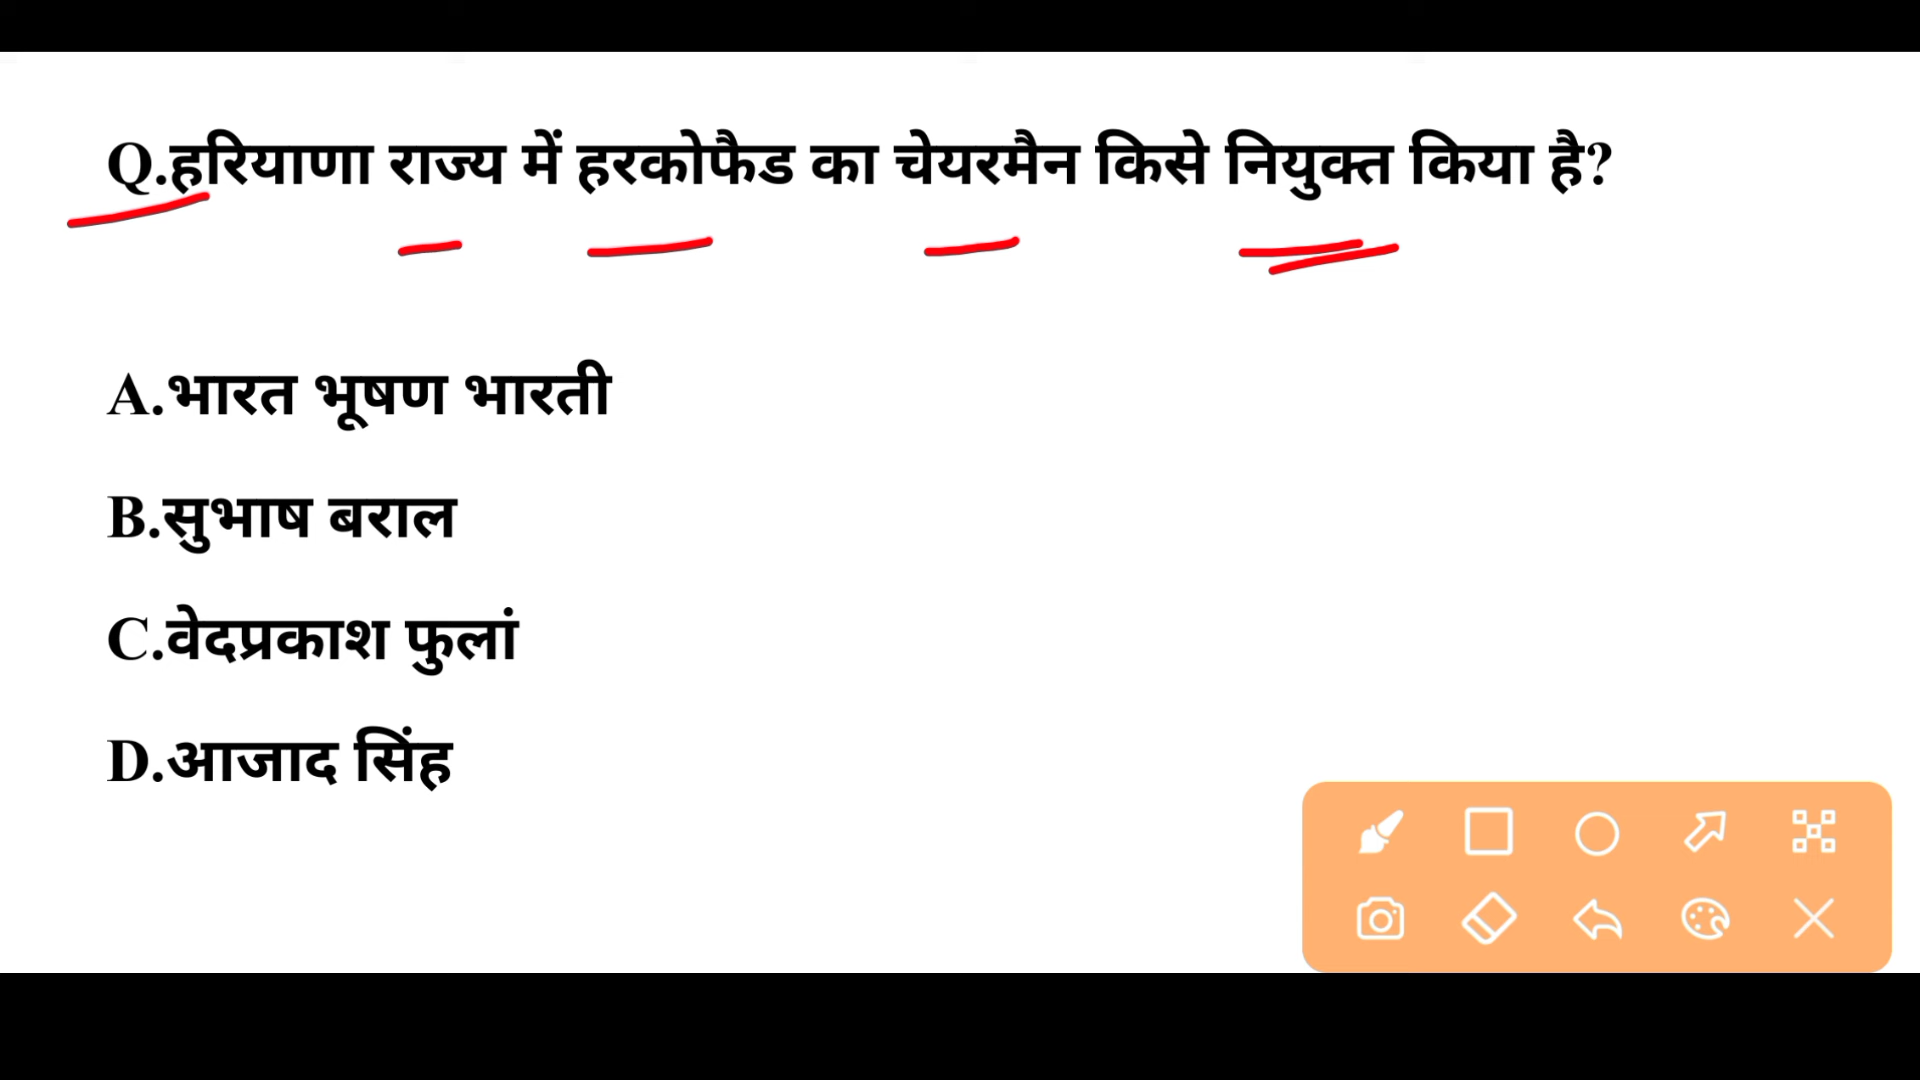 Q.हरियाणा राज्य में हरकोफैड का चेयरमैन किसे नियुक्त किया है?
A.भारत भूषण भारती
B.सुभाष बराल
C.वेदप्रकाश फुलां
D.आजाद सिंह